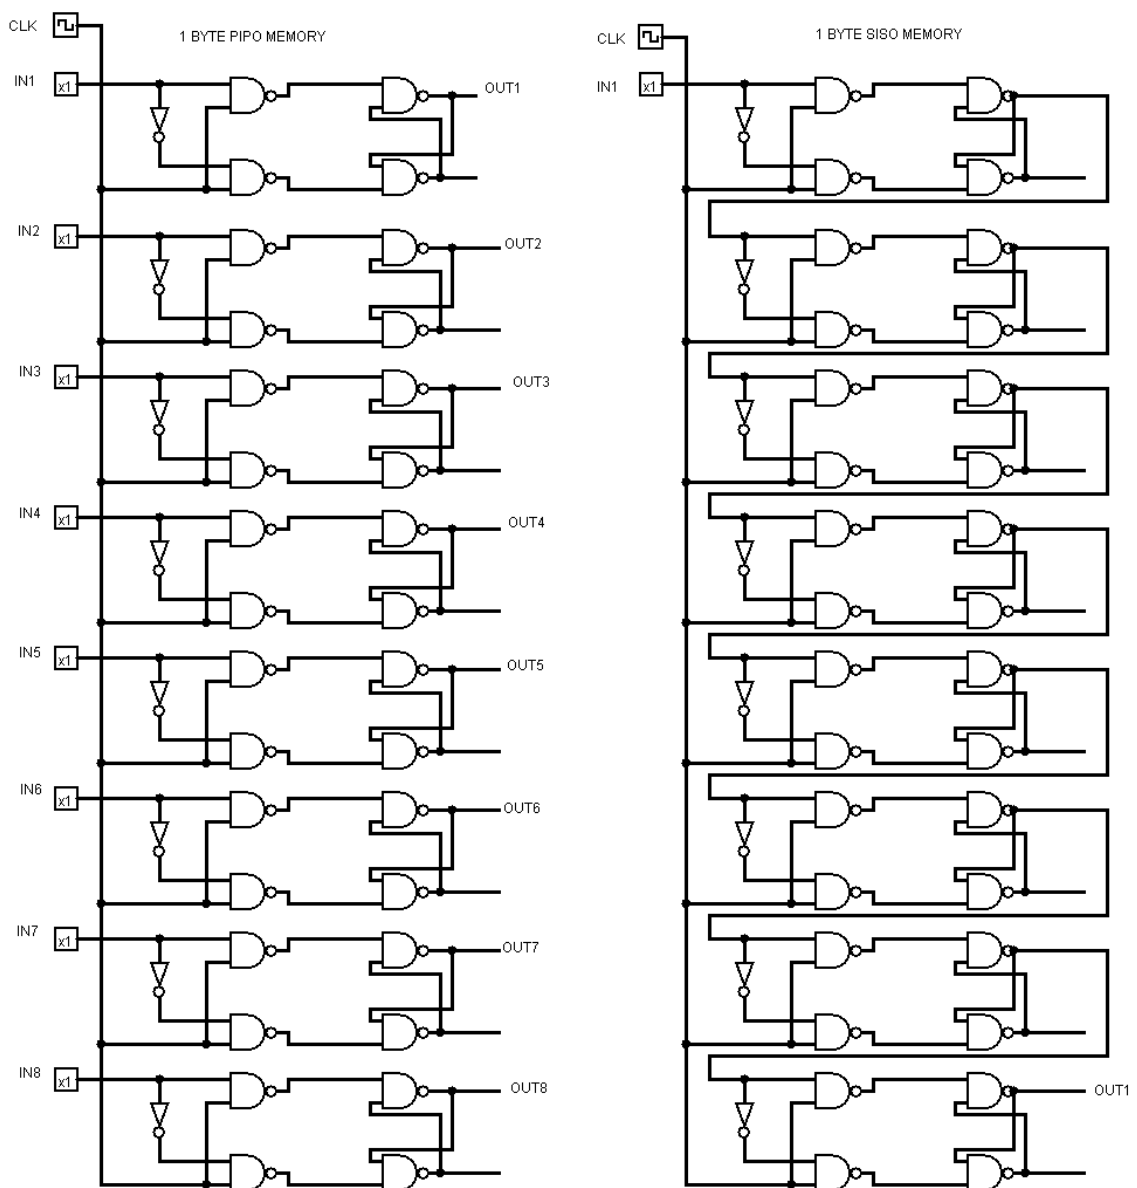 CLK
1 BYTE PIPO MEMORY
IN1
x1
OUT1
IN2
x1
OUT2
IN3
x1
OUT3
IN4
x1
OUT4
IN5
x1
OUT5
IN6
x1
OUT6
IN7
x1
OUT7
IN8
x1
OUT8
CLK
1 BYTE SISO MEMORY
IN1
x1
OUT1